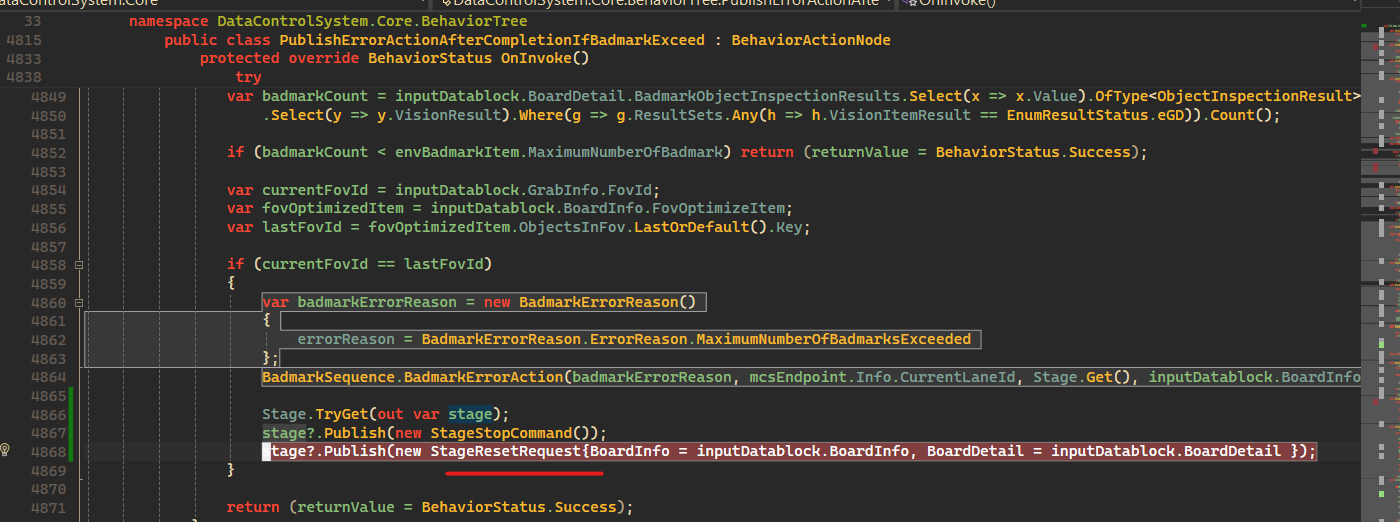 DataControlSystem.Core.BehaviorTree.PublishErrorActionAfte OnInvoke()
33 namespace DataControlSystem.Core.BehaviorTree
4815 public class PublishErrorActionAfterCompletionIfBadmarkExceed : BehaviorActionNode
4833 protected override BehaviorStatus OnInvoke()
4838 try
4849 var badmarkCount = inputDatablock.BoardDetail.BadmarkObjectInspectionResults.Select(x => x.Value).OfType<ObjectInspectionResult>
4850 .Select(y => y.VisionResult).Where(g => g.ResultSets.Any(h => h.VisionItemResult == EnumResultStatus.eGD)).Count();
4851
4852 if (badmarkCount < envBadmarkItem.MaximumNumberOfBadmark) return (returnValue = BehaviorStatus.Success);
4853
4854 var currentFovId = inputDatablock.GrabInfo.FovId;
4855 var fovOptimizedItem = inputDatablock.BoardInfo.FovOptimizeItem;
4856 var lastFovId = fovOptimizedItem.ObjectsInFov.LastOrDefault().Key;
4857
4858 if (currentFovId == lastFovId)
4859 {
4860 var badmarkErrorReason = new BadmarkErrorReason()
4861 {
4862 errorReason = BadmarkErrorReason.ErrorReason.MaximumNumberOfBadmarksExceeded
4863 };
4864 BadmarkSequence.BadmarkErrorAction(badmarkErrorReason, mcsEndpoint.Info.CurrentLaneId, Stage.Get(), inputDatablock.BoardInfo
4865
4866 Stage.TryGet(out var stage);
4867 stage?.Publish(new StageStopCommand());
4868 stage?.Publish(new StageResetRequest{BoardInfo = inputDatablock.BoardInfo, BoardDetail = inputDatablock.BoardDetail });
4869 }
4870
4871 return (returnValue = BehaviorStatus.Success);